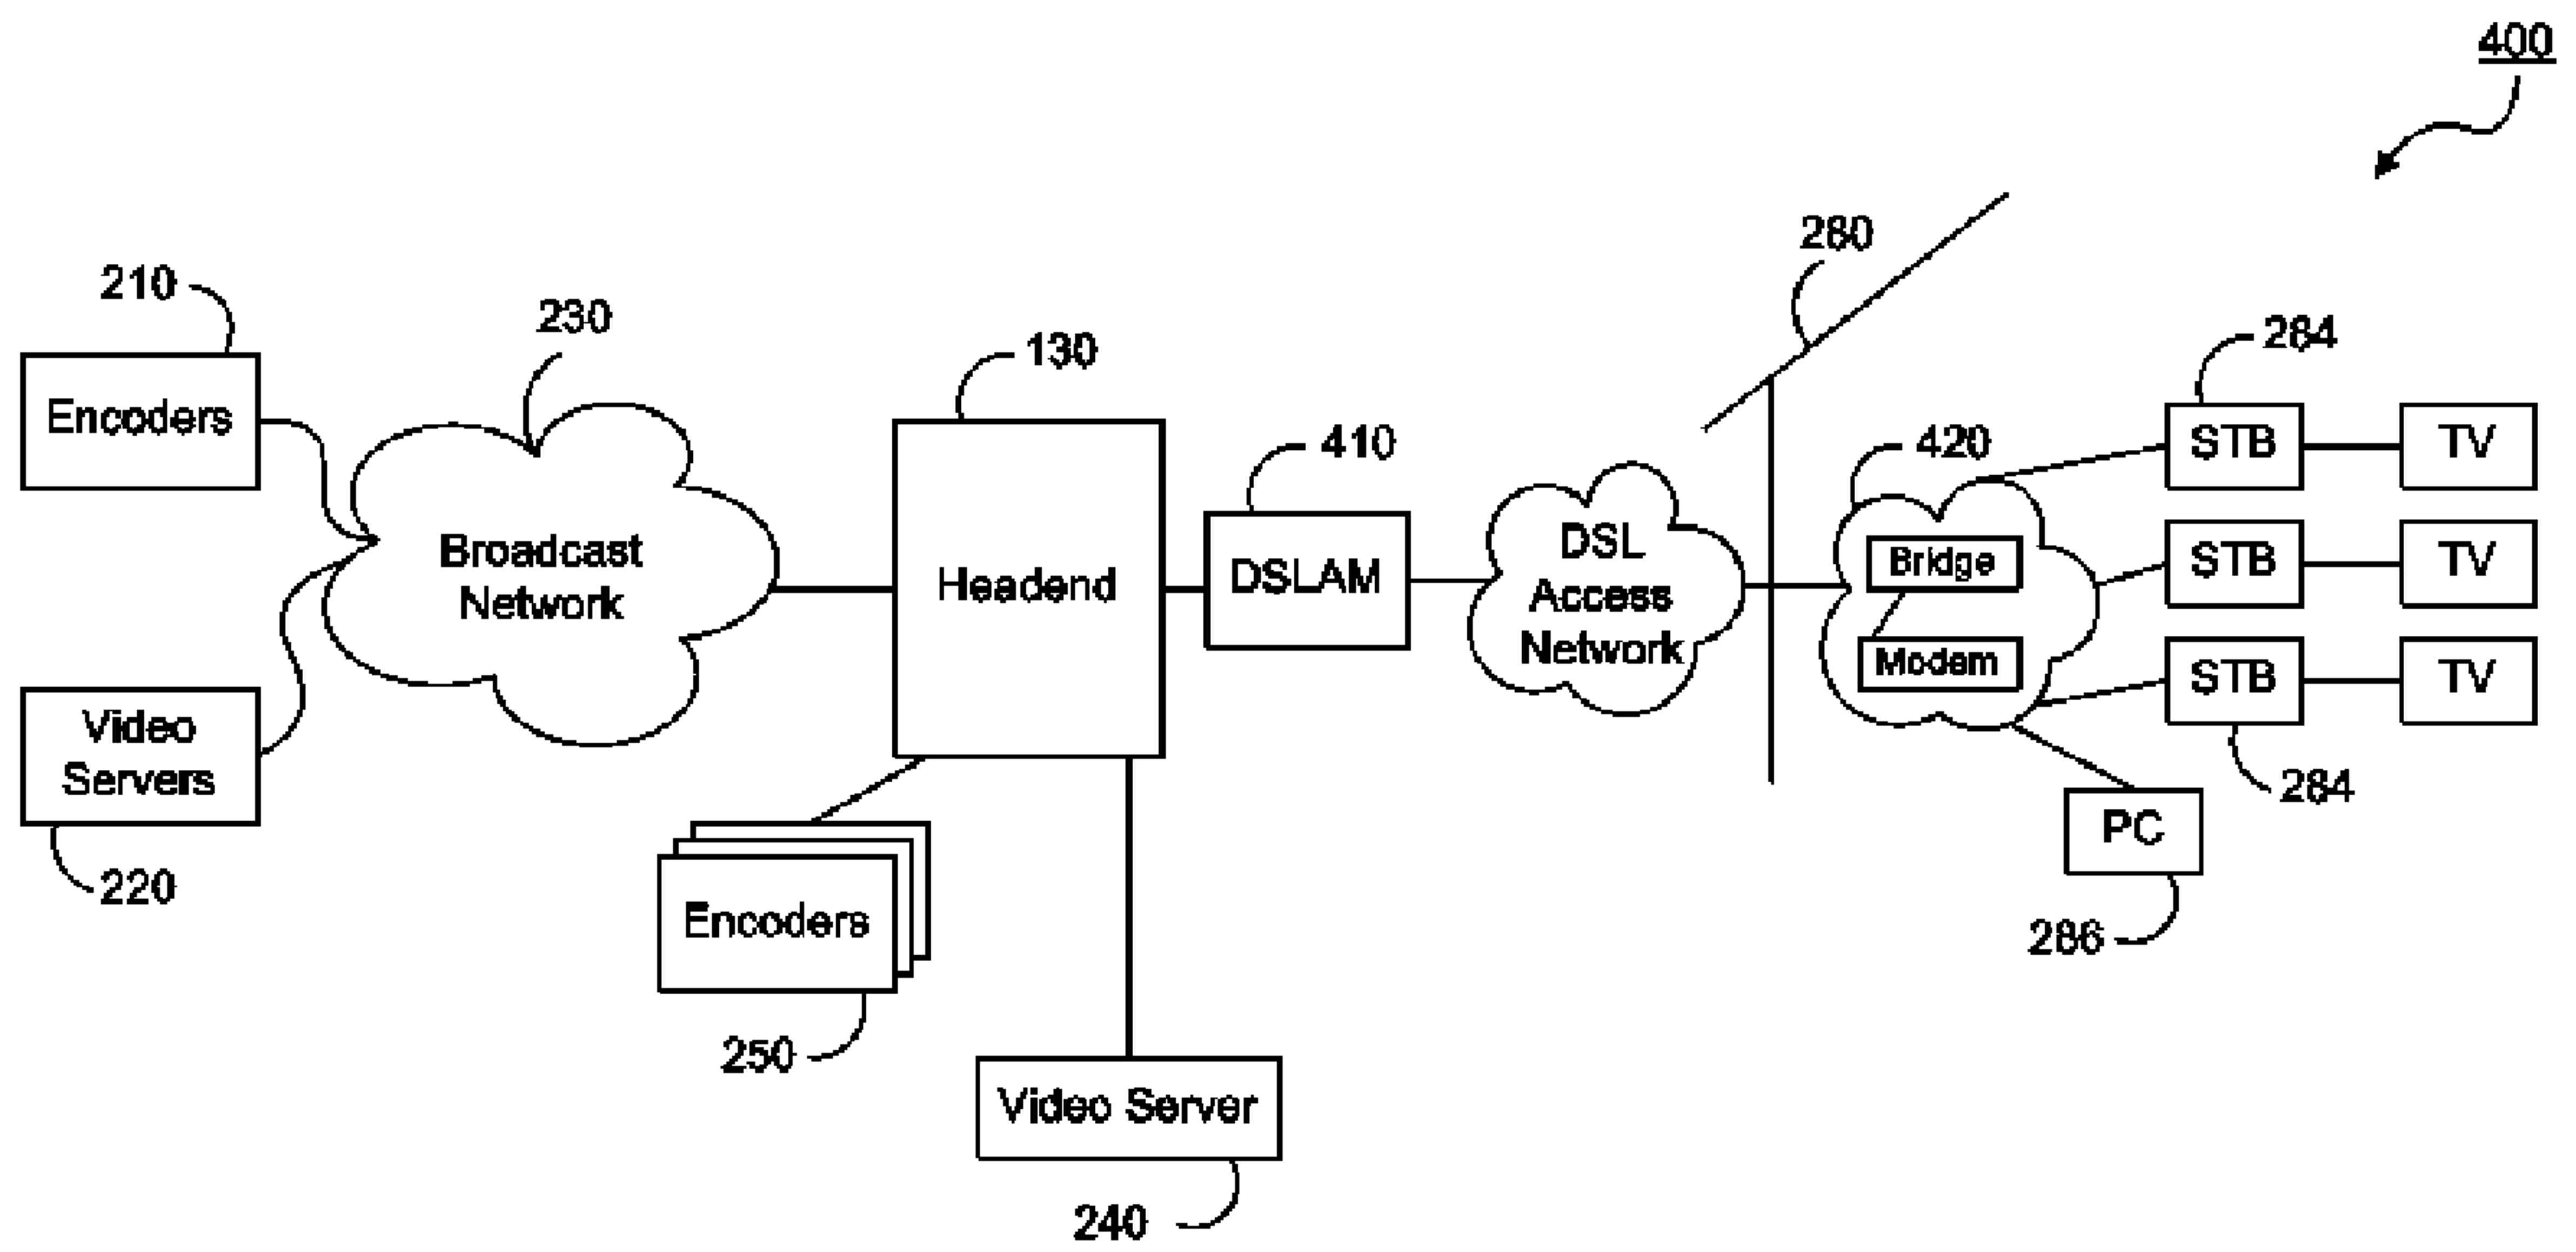 400
280
210
230
130
284
Encoders
410
420
STB
TV
Broadcast
Network
Headend
DSLAM
DSL
Access
Network
Bridge
Modem
STB
TV
STB
TV
Video
Servers
284
PC
220
Encoders
286
250
Video Server
240